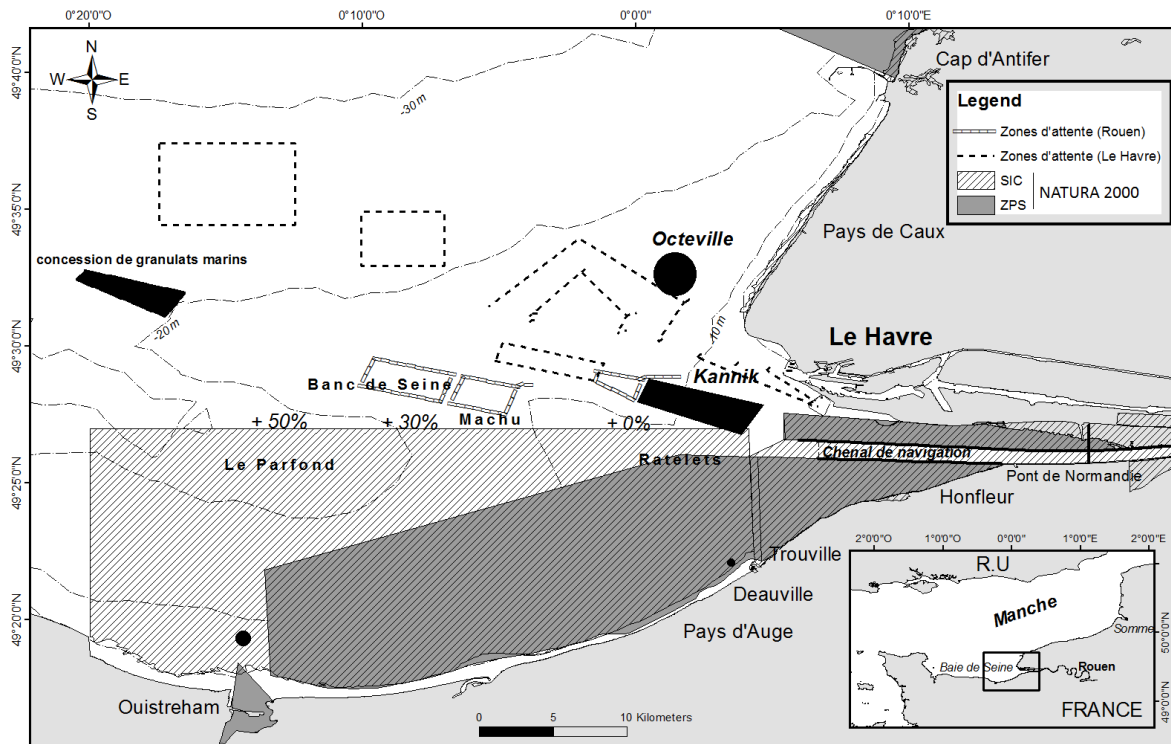 0°20'0"O
0°10'0"O
0°0'0"
0°10'0"E
N
W
E
S
49°40'0"N
49°35'0"N
49°30'0"N
49°25'0"N
49°20'0"N
Cap d'Antifer
Legend
Zones d'attente (Rouen)
Zones d'attente (Le Havre)
SIC
ZPS
NATURA 2000
-30 m
Pays de Caux
Octeville
concession de granulats marins
-20 m
-10 m
Le Havre
Kannik
Banc de Seine
Machu
+ 50%
+ 30%
+ 0%
Le Parfond
Ratelets
Chenal de navigation
Pont de Normandie
Honfleur
Trouville
Deauville
Pays d'Auge
Ouistreham
0
5
10 Kilometers
2°0'0"O
1°0'0"O
0°0'0"
1°0'0"E
2°0'0"E
R.U
Manche
Somme
50°0'0"N
Baie de Seine
Rouen
49°0'0"N
FRANCE